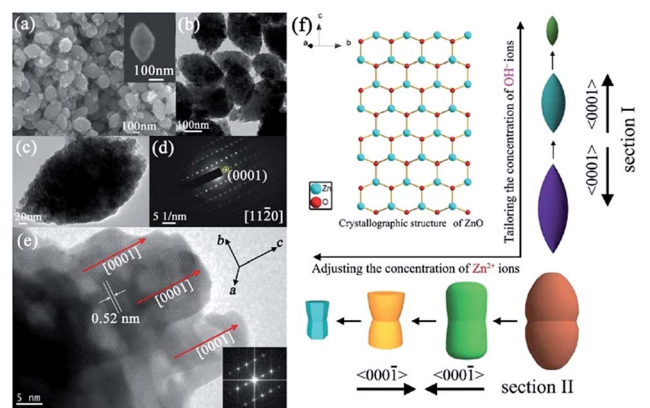 (a)
100nm
100nm
(b)
100nm
(c)
20nm
(d)
(0001)
5 1/nm
[112̄0]
(e)
[0001]
[0001]
[0001]
0.52 nm
b
c
a
5 nm
(f)
c
a
b
Zn
O
Crystallographic structure of ZnO
Tailoring the concentration of OH⁻ ions
<0001>
<0001>
section I
Adjusting the concentration of Zn²⁺ ions
<0001̄>
<0001̄>
section II